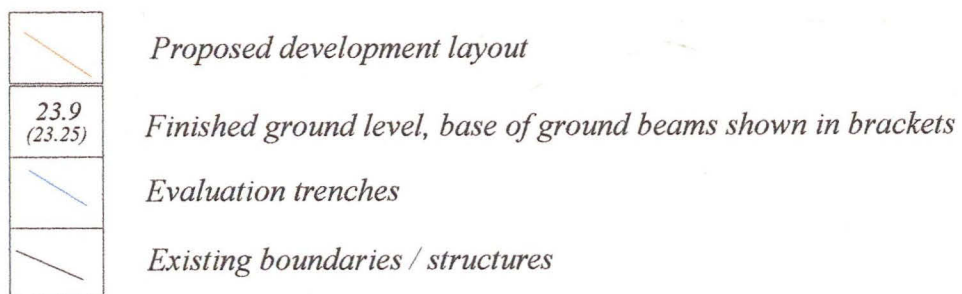 Proposed development layout
23.9
(23.25)
Finished ground level, base of ground beams shown in brackets
Evaluation trenches
Existing boundaries / structures